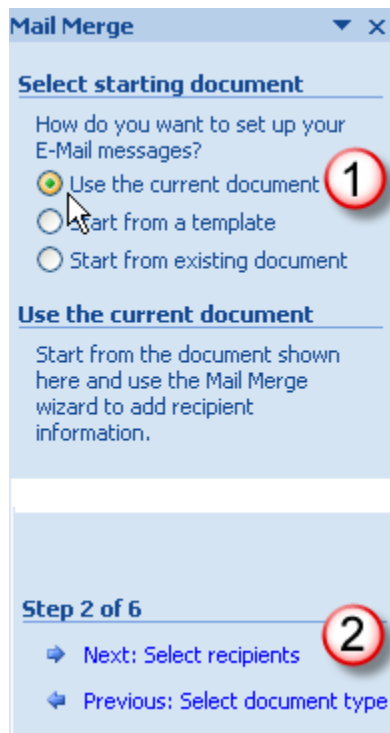 Mail Merge
Select starting document
How do you want to set up your
E-Mail messages?
Use the current document
1
Start from a template
Start from existing document
Use the current document
Start from the document shown
here and use the Mail Merge
wizard to add recipient
information.
Step 2 of 6
2
Next: Select recipients
Previous: Select document type